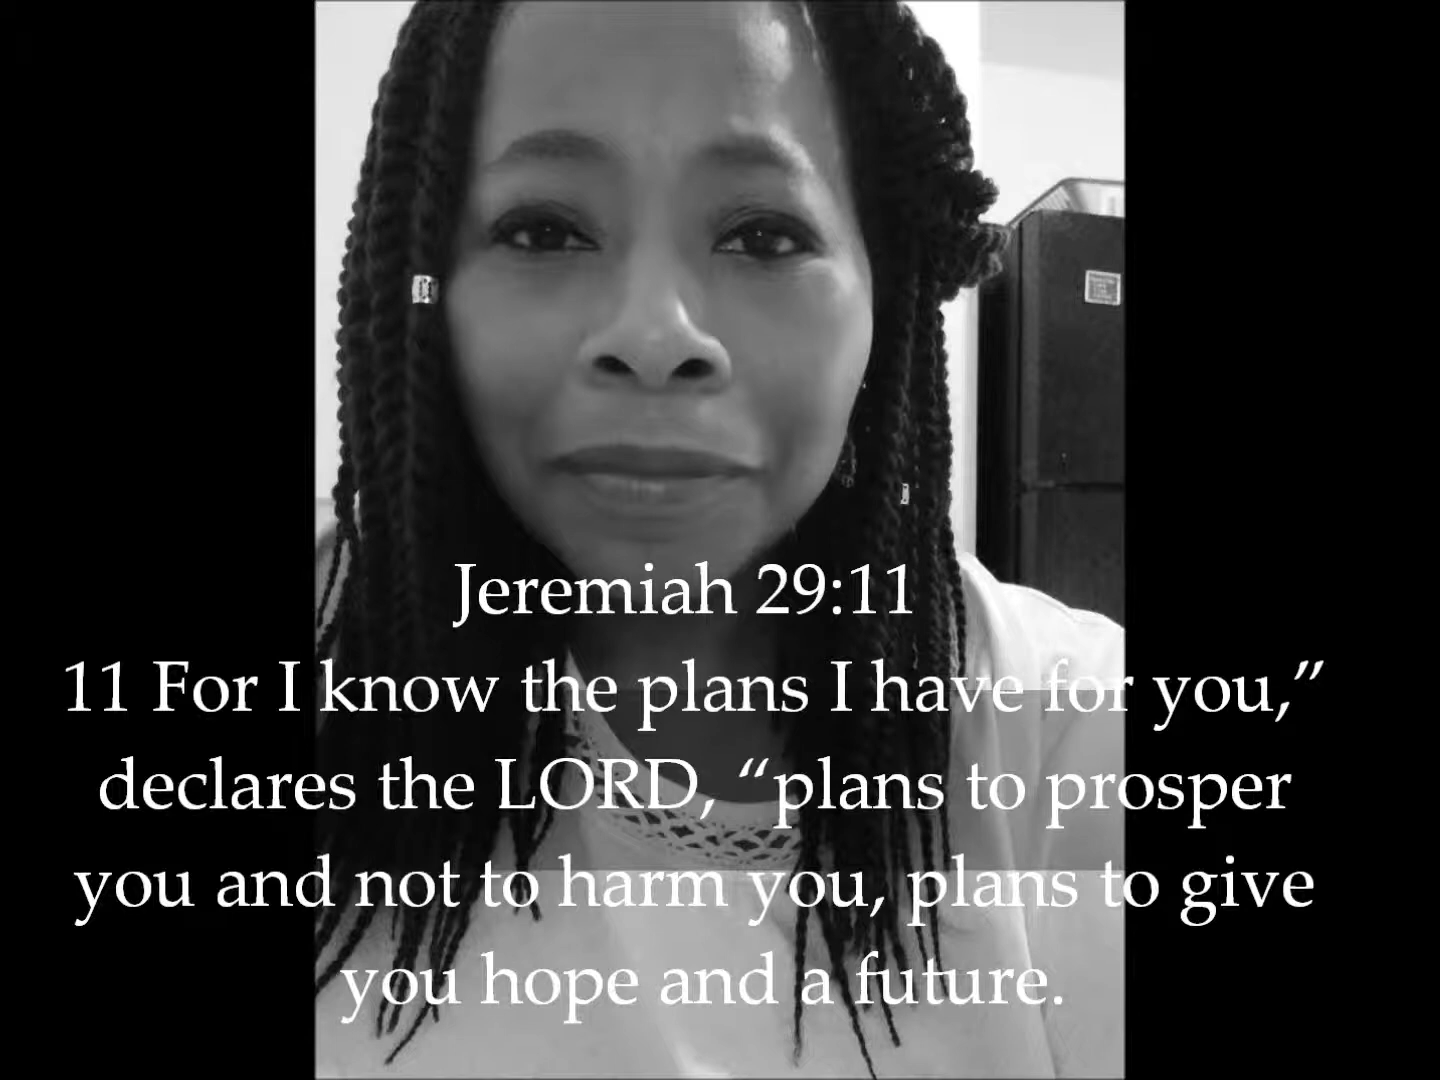 Jeremiah 29:11
11 For I know the plans I have for you,”
declares the LORD, “plans to prosper
you and not to harm you, plans to give
you hope and a future.